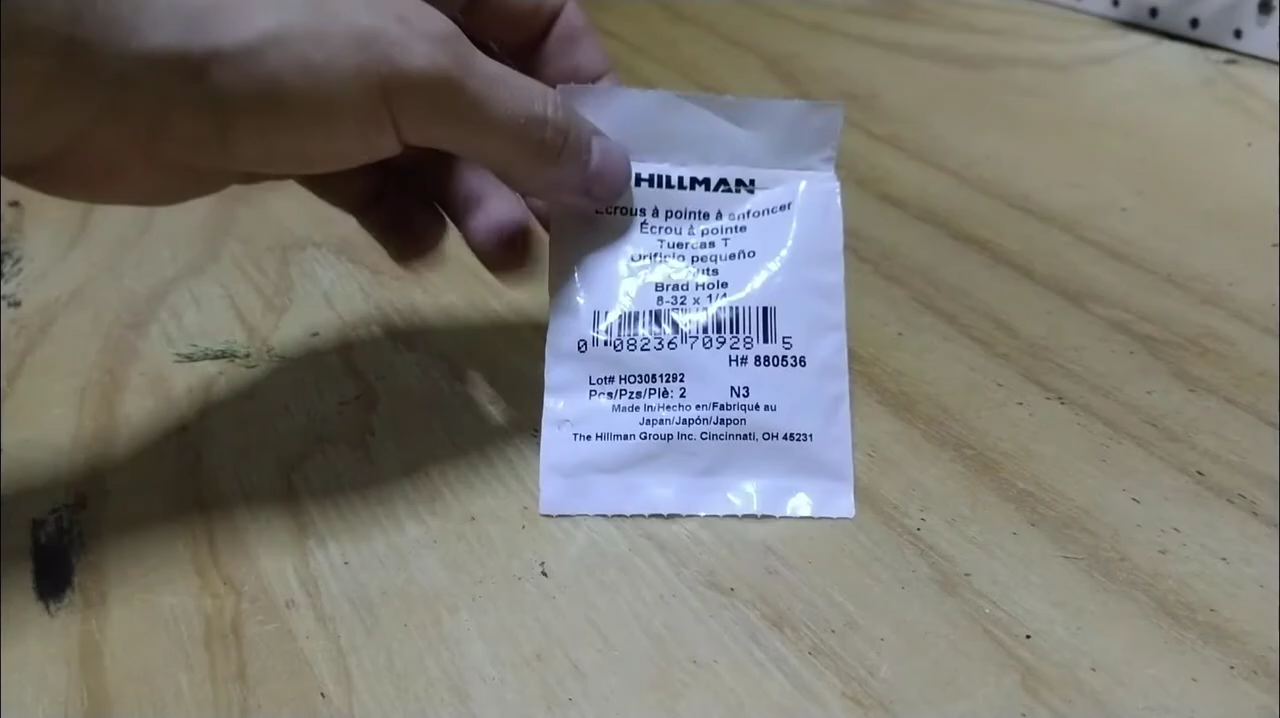 HILLMAN
Écrous à pointe à enfoncer
Écrou à pointe
Tuercas T
Orificio pequeño
Brad Hole
8-32 x 1/4
0 08236 70928 5
H# 880536
Lot# HO3051292
Pcs/Pzs/Piè: 2 N3
Made In/Hecho en/Fabriqué au
Japan/Japón/Japon
The Hillman Group Inc. Cincinnati, OH 45231